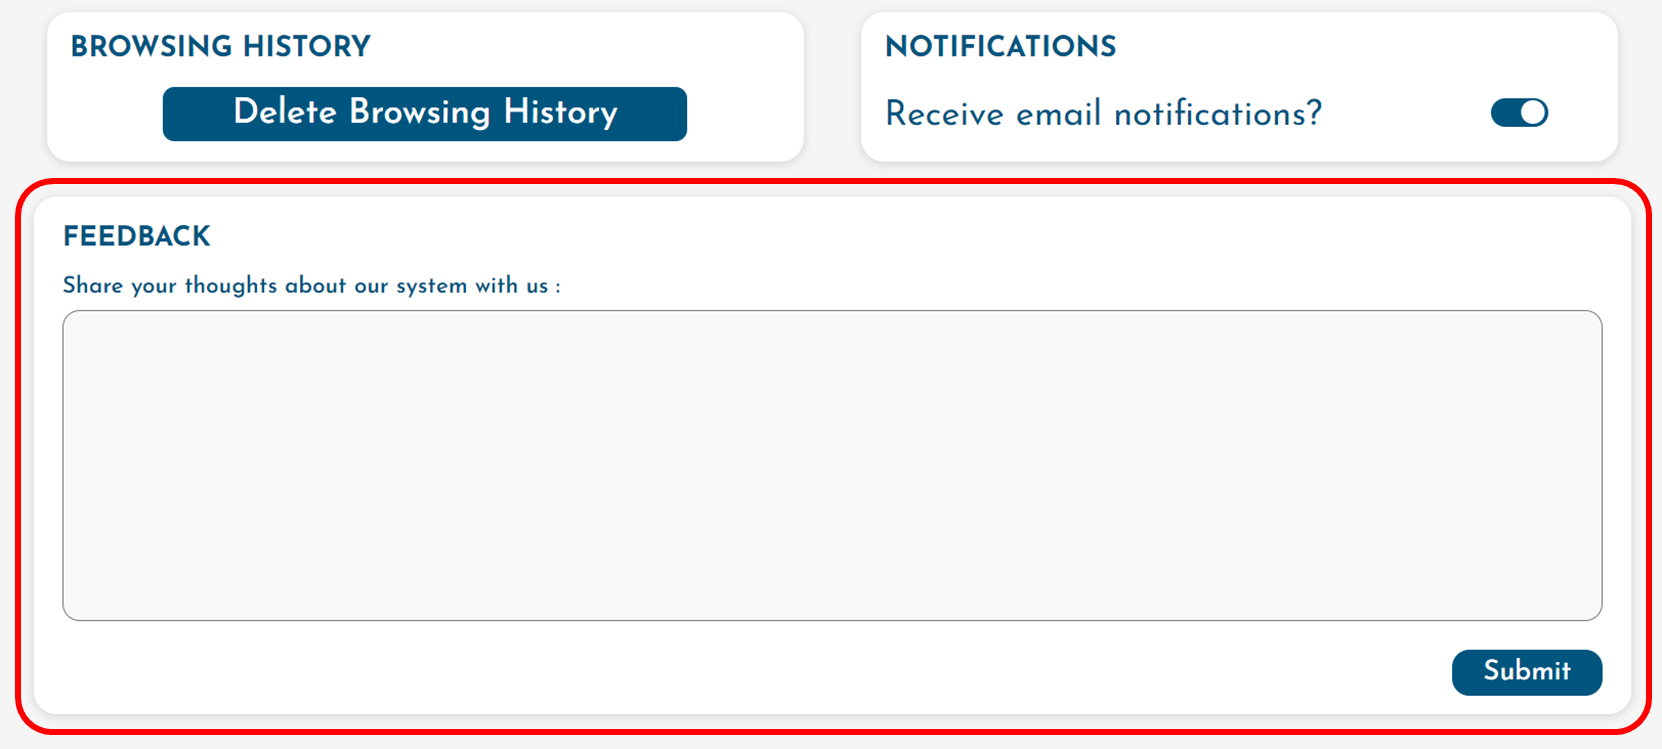 BROWSING HISTORY
Delete Browsing History
NOTIFICATIONS
Receive email notifications?
FEEDBACK
Share your thoughts about our system with us :
Submit